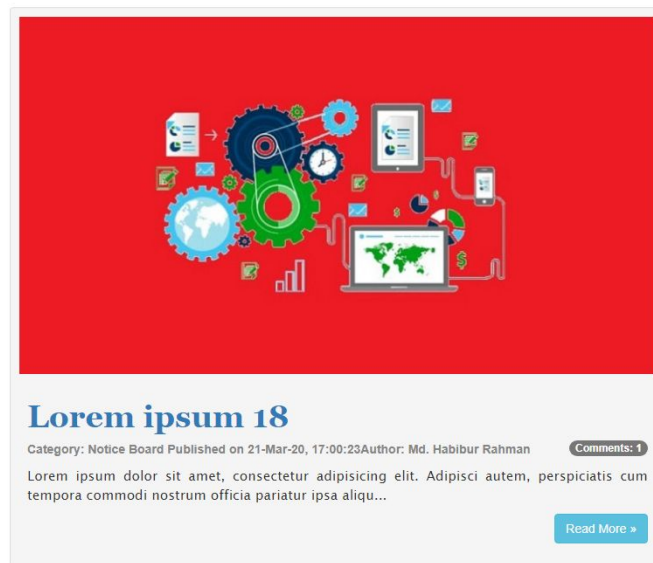 Lorem ipsum 18
Category: Notice Board Published on 21-Mar-20, 17:00:23Author: Md. Habibur Rahman Comments: 1
Lorem ipsum dolor sit amet, consectetur adipisicing elit. Adipisci autem, perspiciatis cum
tempora commodi nostrum officia pariatur ipsa aliqu...
Read More »